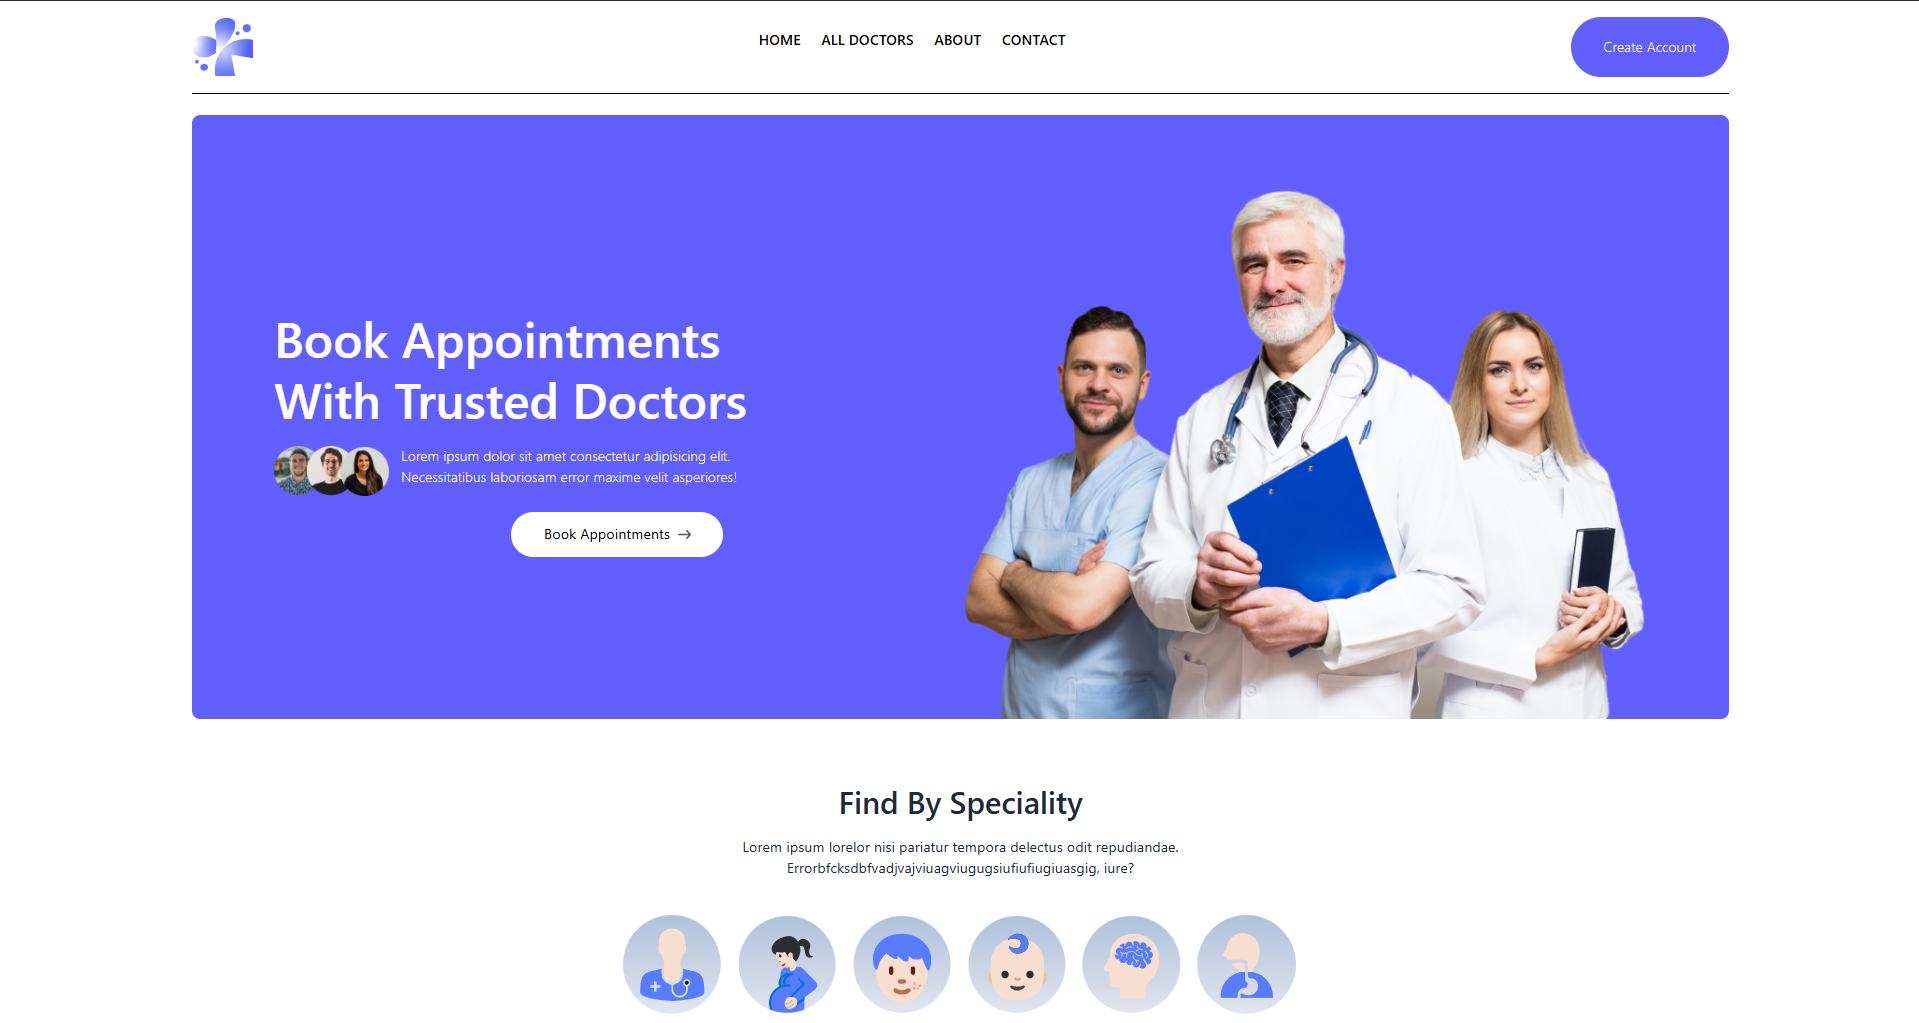 HOME ALL DOCTORS ABOUT CONTACT Create Account
Book Appointments
With Trusted Doctors
Lorem ipsum dolor sit amet consectetur adipisicing elit.
Necessitatibus laboriosam error maxime velit asperiores!
Book Appointments →
Find By Speciality
Lorem ipsum lorelor nisi pariatur tempora delectus odit repudiandae.
Errorbfcksdbfvadjvajviuagviugugsiufiufiugiuasgig, iure?